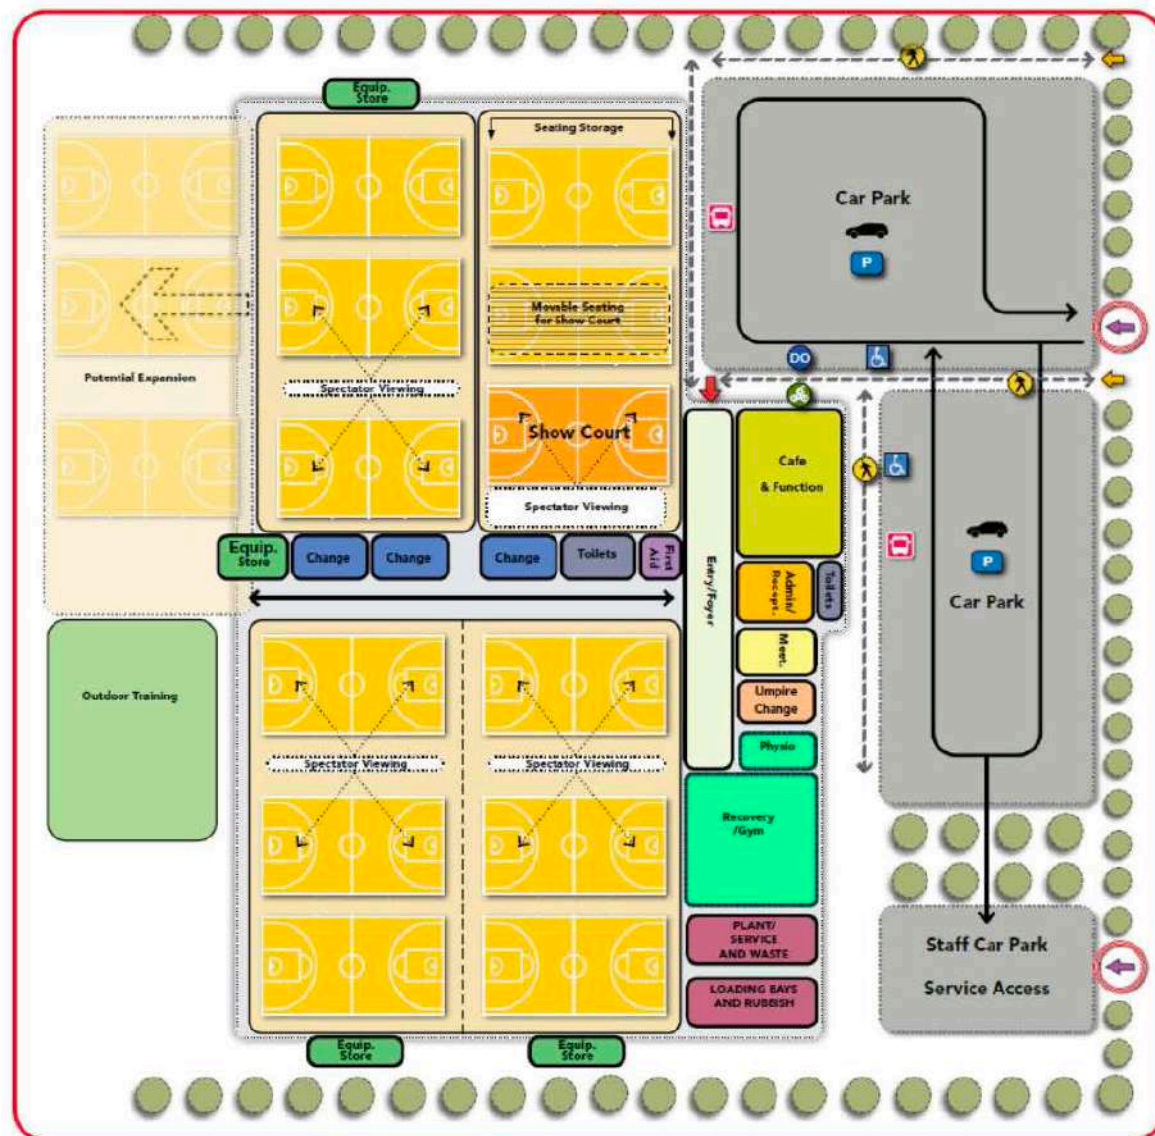 Equip.
Store
Seating Storage
Car Park
P
Movable Seating
for Show Court
Potential Expansion
DO
Spectator Viewing
Show Court
Cafe
& Function
Spectator Viewing
Equip.
Store
Change
Change
Change
Toilets
First
Aid
Entry/Foyer
Admin/
Recept.
Toilets
P
Car Park
Meet.
Outdoor Training
Umpire
Change
Physio
Spectator Viewing
Spectator Viewing
Recovery
/Gym
PLANT/
SERVICE
AND WASTE
Staff Car Park
Service Access
LOADING BAYS
AND RUBBISH
Equip.
Store
Equip.
Store